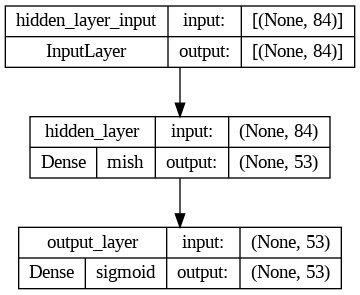 hidden_layer_input input: [(None, 84)]
InputLayer output: [(None, 84)]
hidden_layer input: (None, 84)
Dense mish output: (None, 53)
output_layer input: (None, 53)
Dense sigmoid output: (None, 53)